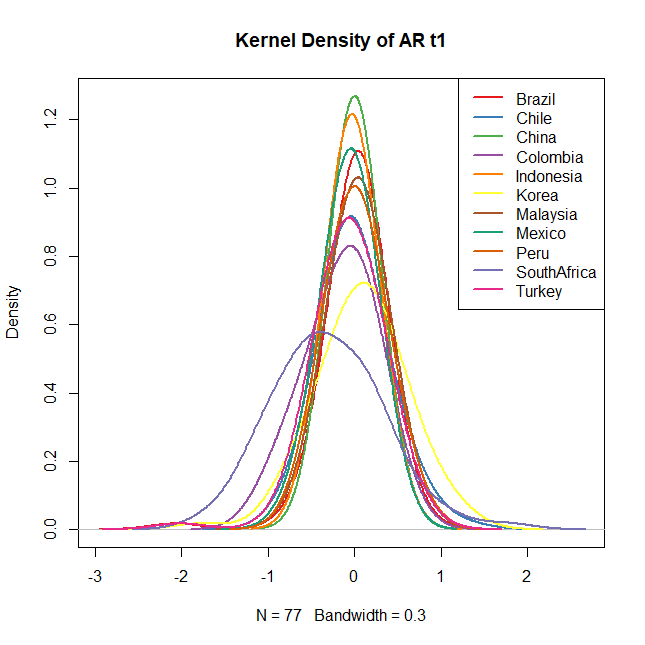 Kernel Density of AR t1
Brazil
Chile
China
Colombia
Indonesia
Korea
Malaysia
Mexico
Peru
SouthAfrica
Turkey
Density
1.2
1.0
0.8
0.6
0.4
0.2
0.0
-3 -2 -1 0 1 2
N = 77 Bandwidth = 0.3